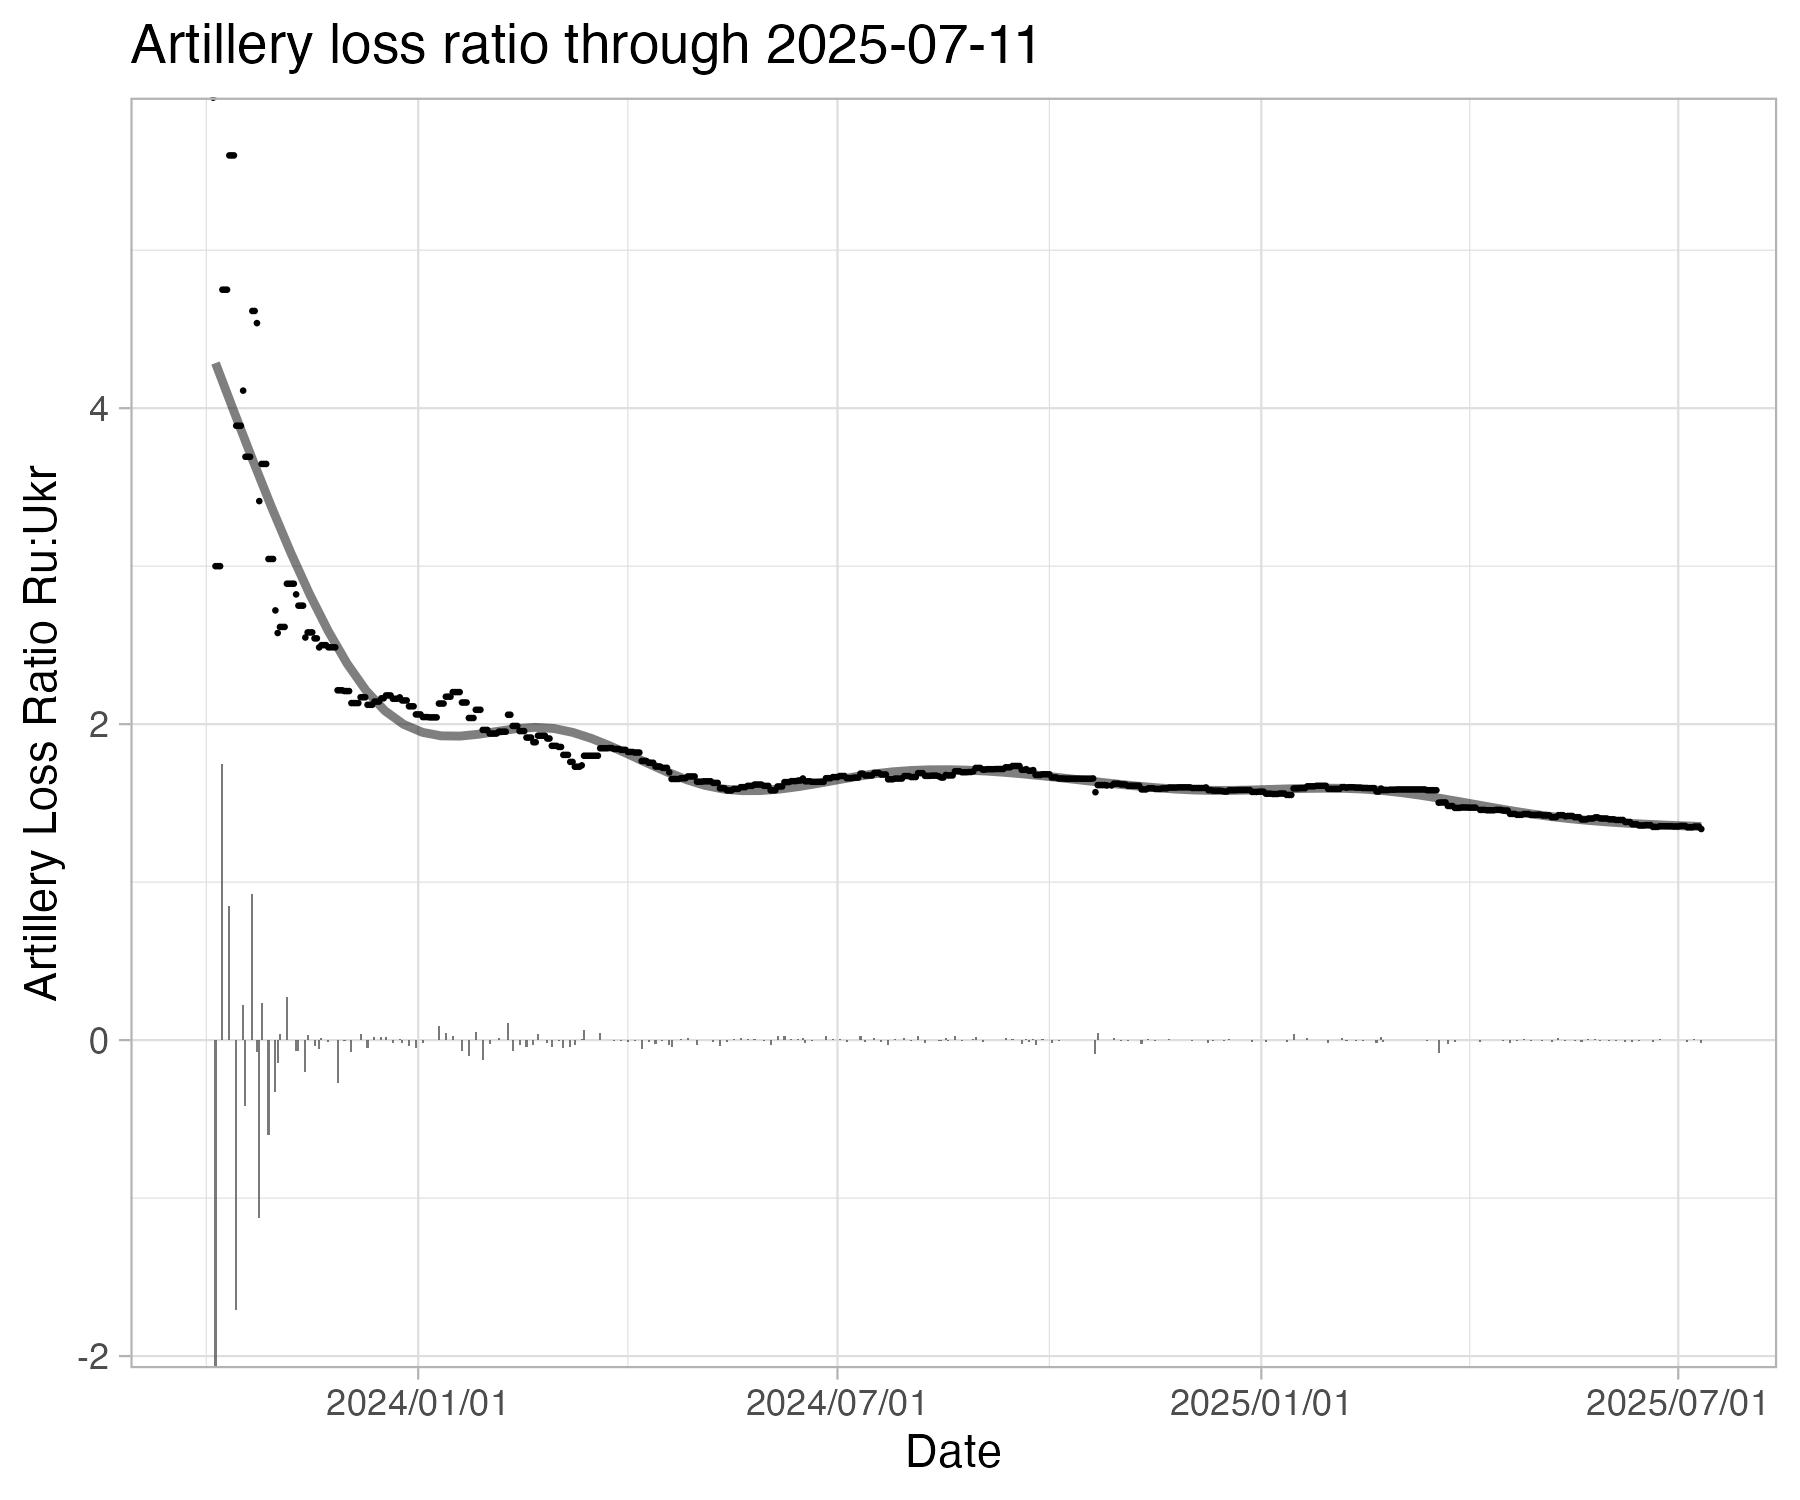 Artillery loss ratio through 2025-07-11
Artillery Loss Ratio Ru:Ukr
4
2
0
-2
2024/01/01
2024/07/01
2025/01/01
2025/07/01
Date